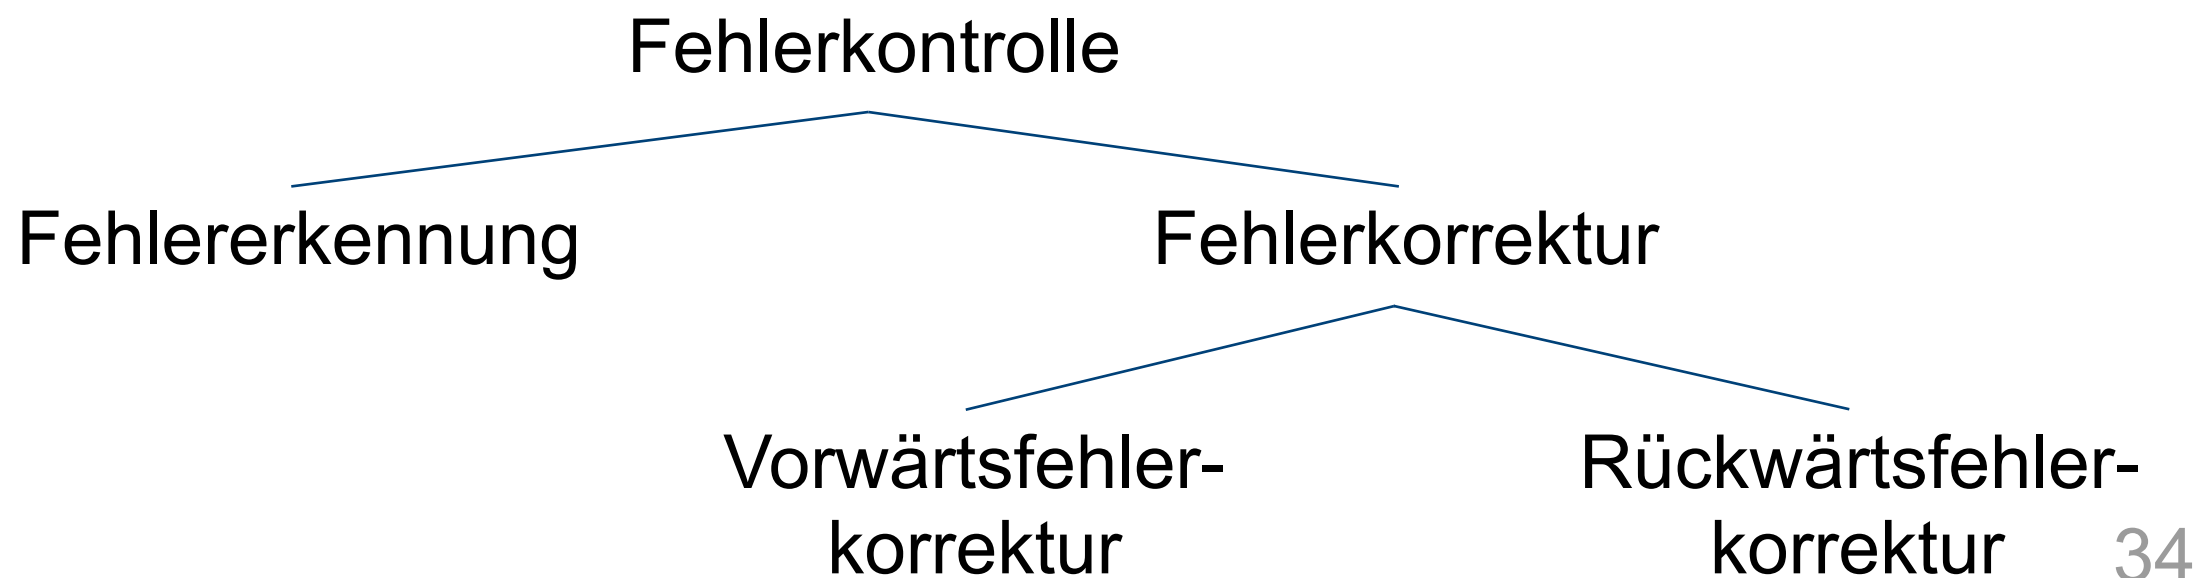 Fehlerkontrolle
Fehlererkennung
Fehlerkorrektur
Vorwärtsfehler-
korrektur
Rückwärtsfehler-
korrektur
34